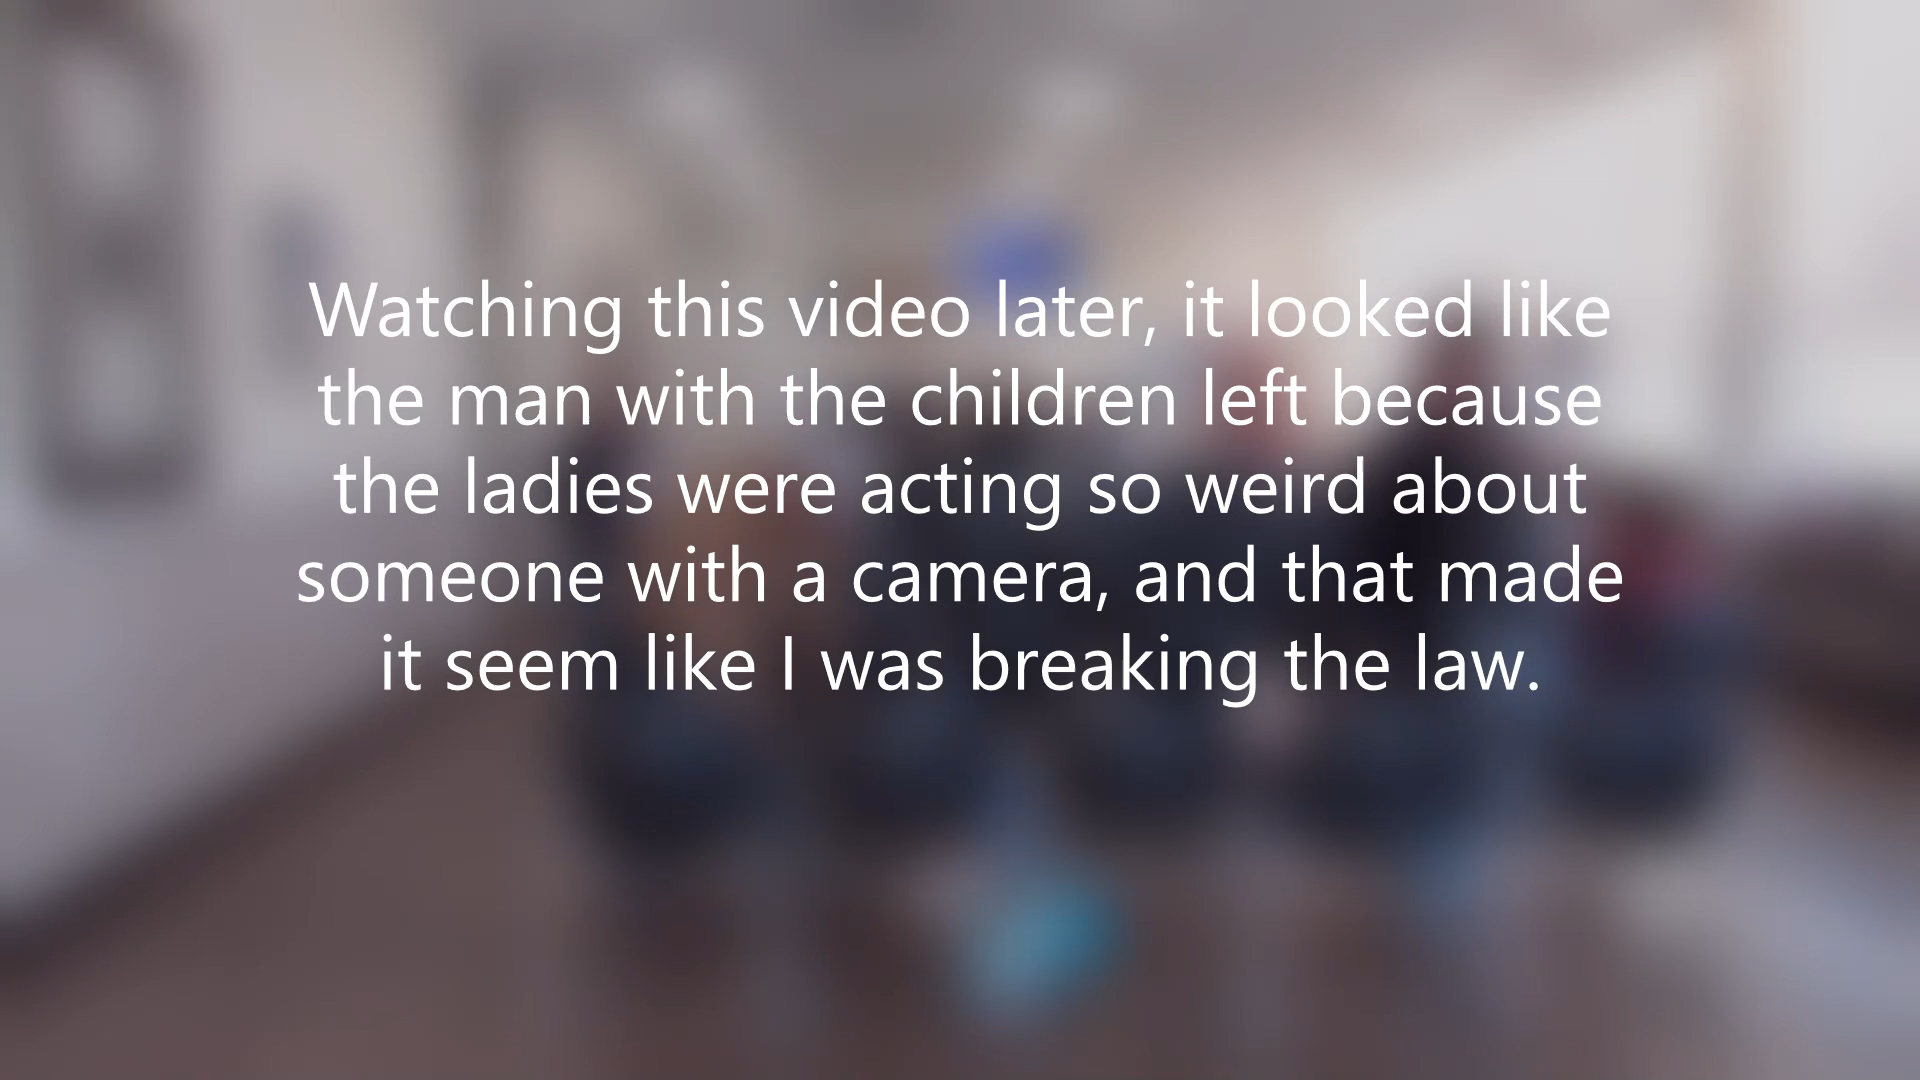 Watching this video later, it looked like
the man with the children left because
the ladies were acting so weird about
someone with a camera, and that made
it seem like I was breaking the law.